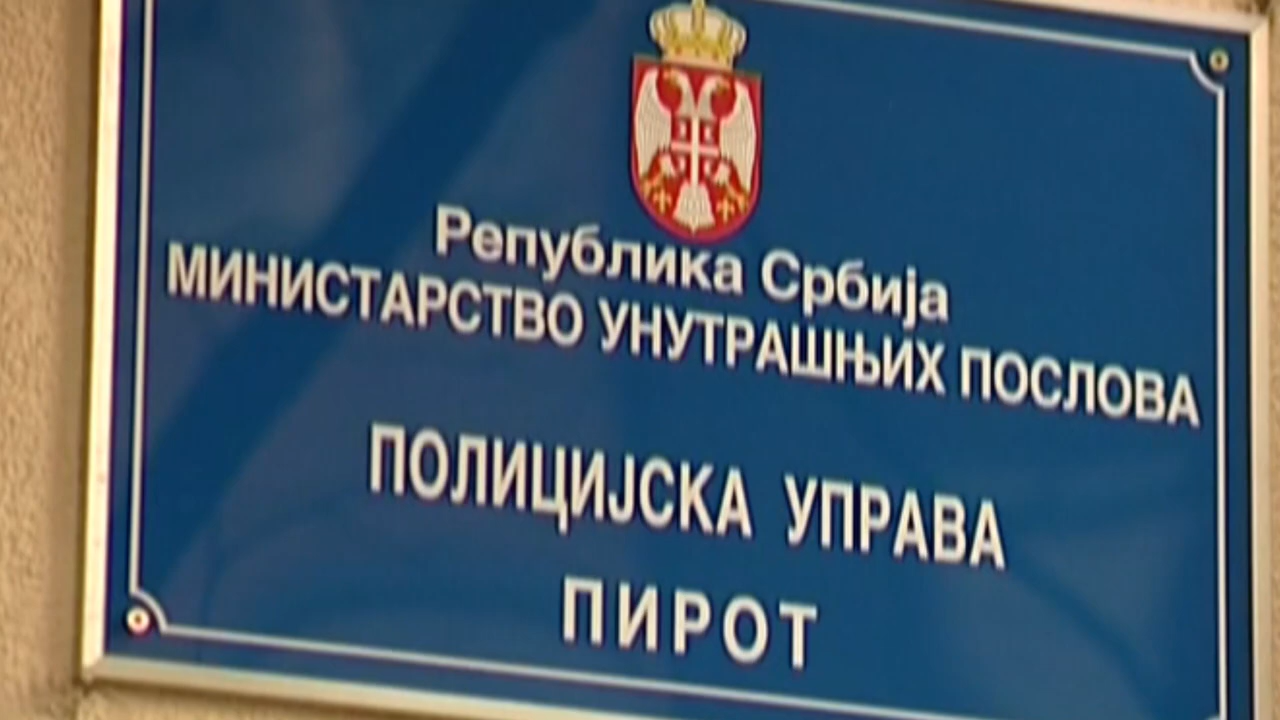 Република Србија
МИНИСТАРСТВО УНУТРАШЊИХ ПОСЛОВА
ПОЛИЦИЈСКА УПРАВА
ПИРОТ